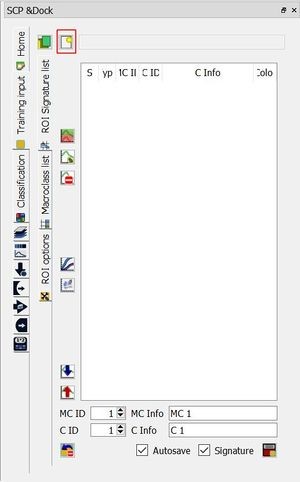 SCP &Dock
Home
Training input
Classification
ROI Signature list
Macroclass list
ROI options
S yp 1C II C ID C Info Colo
MC ID 1 MC Info MC 1
C ID 1 C Info C 1
Autosave Signature